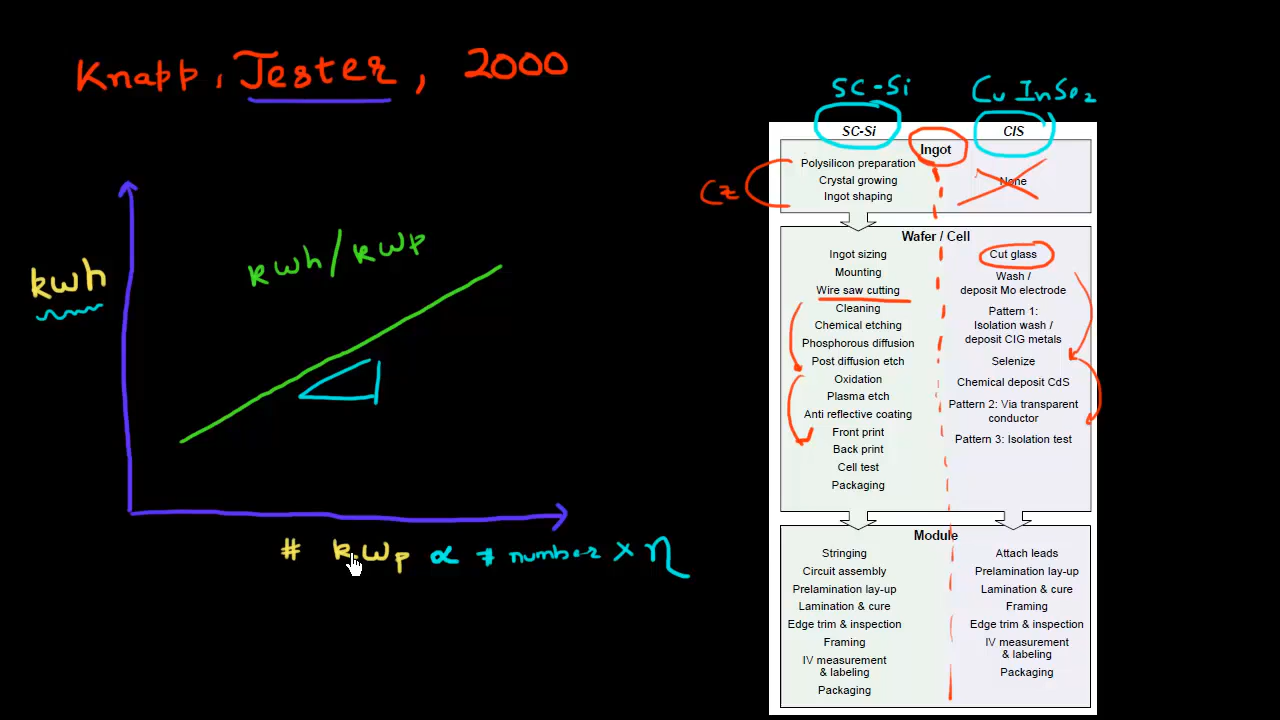 Knapp, Jester, 2000
SC-Si
Cu InSe2
SC-Si
CIS
Ingot
Polysilicon preparation
Crystal growing
Ingot shaping
None
Cz
Wafer / Cell
Ingot sizing
Mounting
Wire saw cutting
Cleaning
Chemical etching
Phosphorous diffusion
Post diffusion etch
Oxidation
Plasma etch
Anti reflective coating
Front print
Back print
Cell test
Packaging
Cut glass
Wash /
deposit Mo electrode
Pattern 1:
Isolation wash /
deposit CIG metals
Selenize
Chemical deposit CdS
Pattern 2: Via transparent
conductor
Pattern 3: Isolation test
Module
Stringing
Circuit assembly
Prelamination lay-up
Lamination & cure
Edge trim & inspection
Framing
IV measurement
& labeling
Packaging
Attach leads
Prelamination lay-up
Lamination & cure
Framing
Edge trim & inspection
IV measurement
& labeling
Packaging
kwh
kwh/kwp
# kwp α # number × η